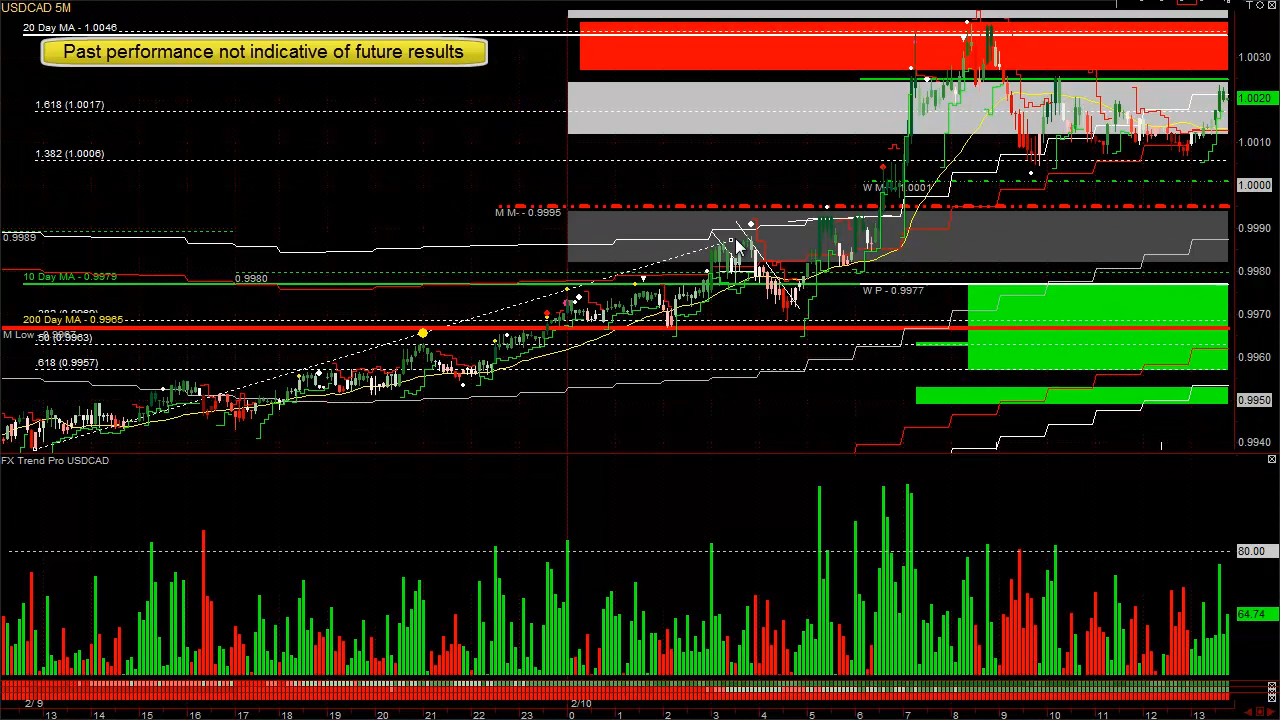 USDCAD 5M
20 Day MA - 1.0046
Past performance not indicative of future results
1.0030
1.618 (1.0017)
1.0020
1.0010
1.382 (1.0006)
1.0000
M M- - 0.9995
0.9990
0.9989
10 Day MA - 0.9979
0.9980
0.9980
W P - 0.9977
200 Day MA - 0.9965
0.9970
.50 (0.9963)
.618 (0.9957)
0.9960
0.9950
0.9940
FX Trend Pro USDCAD
80.00
64.74
2/ 9
2/10
13 14 15 16 17 18 19 20 21 22 23 0 1 2 3 4 5 6 7 8 9 10 11 12 13